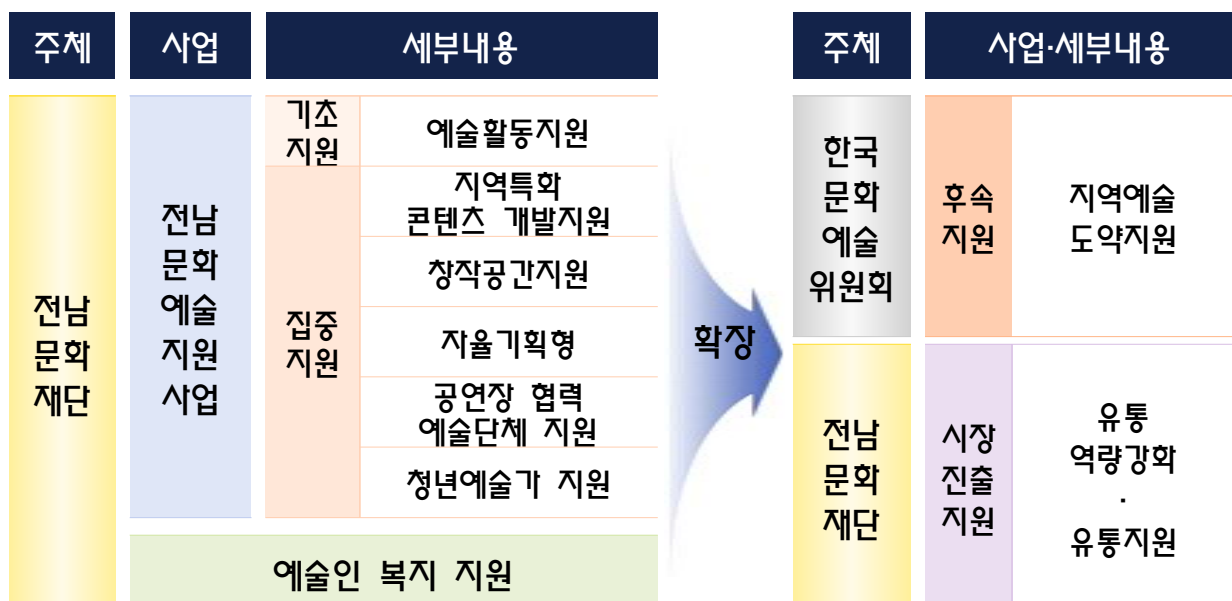 주체
사업
세부내용
전남
문화
재단
전남
문화
예술
지원
사업
기초
지원
예술활동지원
집중
지원
지역특화
콘텐츠 개발지원
창작공간지원
자율기획형
공연장 협력
예술단체 지원
청년예술가 지원
예술인 복지 지원
확장
주체
사업·세부내용
한국
문화
예술
위원회
후속
지원
지역예술
도약지원
전남
문화
재단
시장
진출
지원
유통
역량강화
·
유통지원